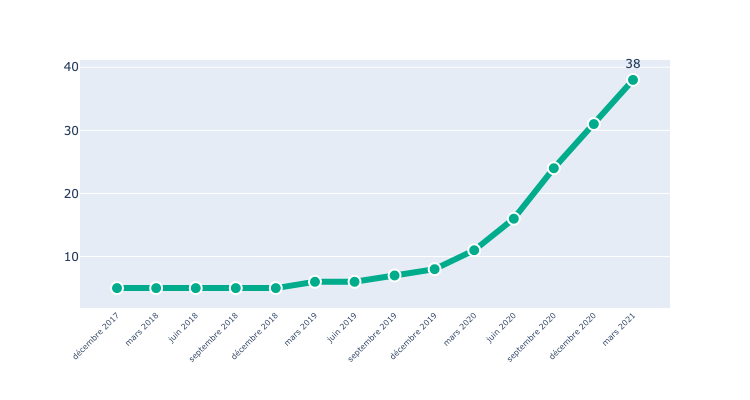 38
40
30
20
10
décembre 2017
mars 2018
juin 2018
septembre 2018
décembre 2018
mars 2019
juin 2019
septembre 2019
décembre 2019
mars 2020
juin 2020
septembre 2020
décembre 2020
mars 2021